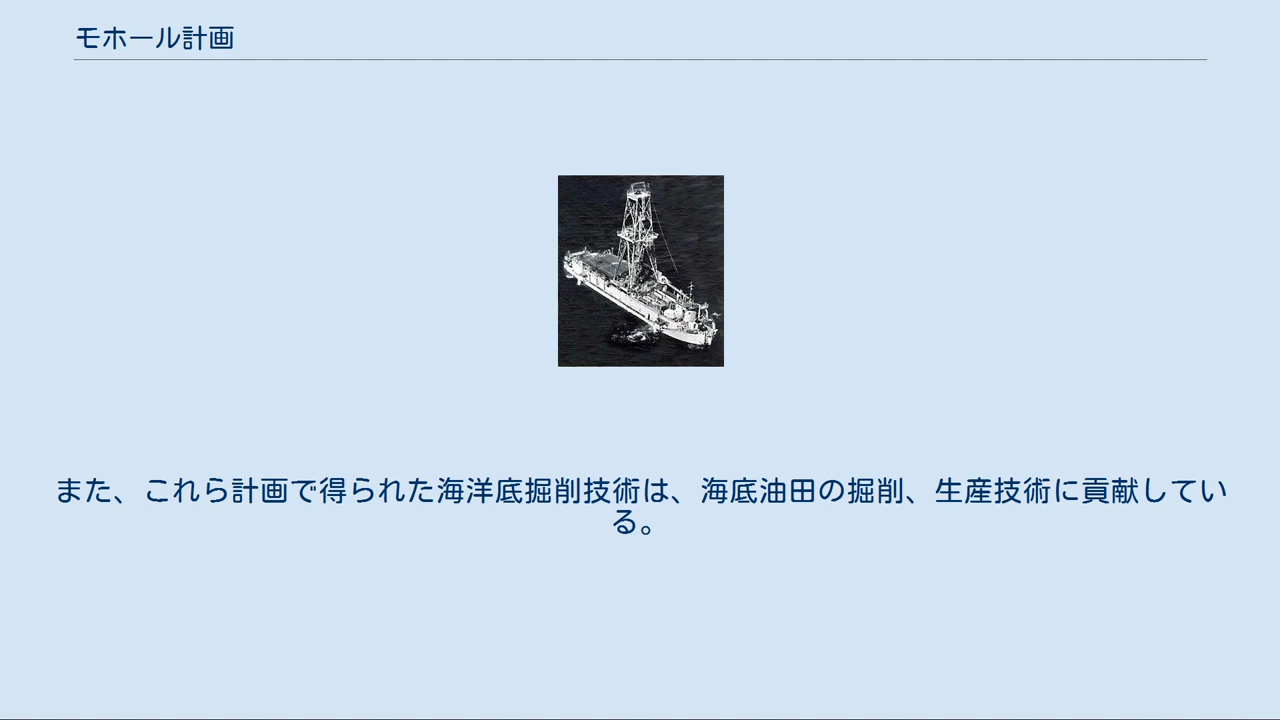 モホール計画
また、これら計画で得られた海洋底掘削技術は、海底油田の掘削、生産技術に貢献してい
る。